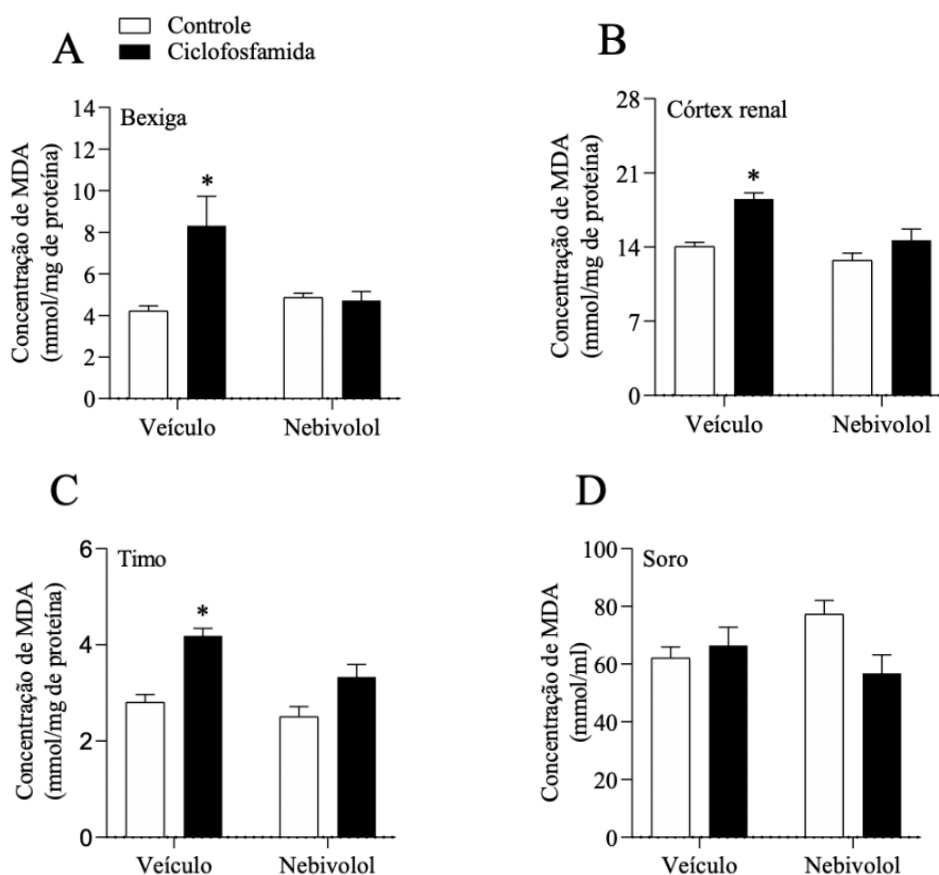 A
Controle
Ciclofosfamida
Bexiga
Concentração de MDA
(mmol/mg de proteína)
14
12
10
8
6
4
2
0
*
Veículo
Nebivolol
B
Córtex renal
Concentração de MDA
(mmol/mg de proteína)
28
21
14
7
0
*
Veículo
Nebivolol
C
Timo
Concentração de MDA
(mmol/mg de proteína)
6
4
2
0
*
Veículo
Nebivolol
D
Soro
Concentração de MDA
(mmol/ml)
100
80
60
40
20
0
Veículo
Nebivolol